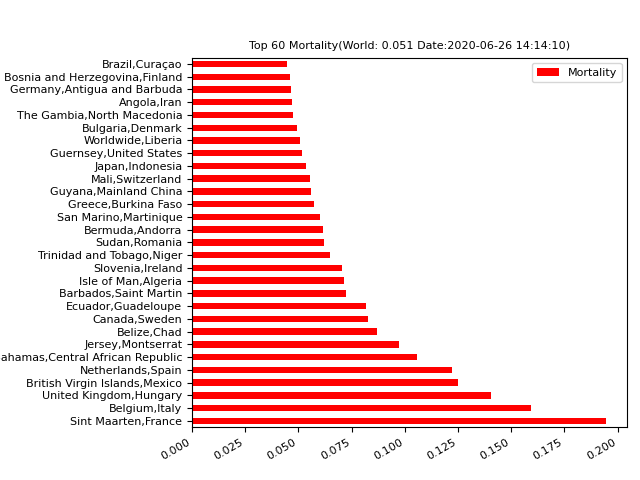 Top 60 Mortality(World: 0.051 Date:2020-06-26 14:14:10)
Mortality
Brazil,Curaçao
Bosnia and Herzegovina,Finland
Germany,Antigua and Barbuda
Angola,Iran
The Gambia,North Macedonia
Bulgaria,Denmark
Worldwide,Liberia
Guernsey,United States
Japan,Indonesia
Mali,Switzerland
Guyana,Mainland China
Greece,Burkina Faso
San Marino,Martinique
Bermuda,Andorra
Sudan,Romania
Trinidad and Tobago,Niger
Slovenia,Ireland
Isle of Man,Algeria
Barbados,Saint Martin
Ecuador,Guadeloupe
Canada,Sweden
Belize,Chad
Jersey,Montserrat
ahamas,Central African Republic
Netherlands,Spain
British Virgin Islands,Mexico
United Kingdom,Hungary
Belgium,Italy
Sint Maarten,France
0.000
0.025
0.050
0.075
0.100
0.125
0.150
0.175
0.200